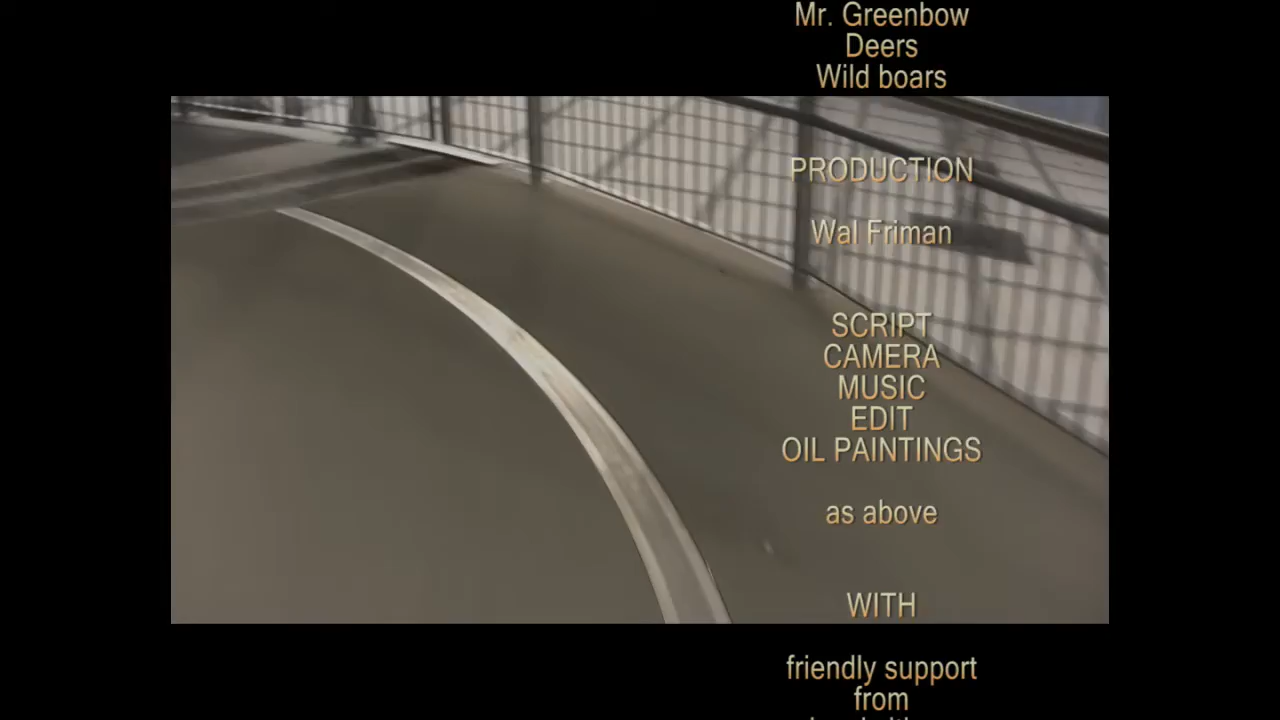 Mr. Greenbow
Deers
Wild boars
PRODUCTION
Wal Friman
SCRIPT
CAMERA
MUSIC
EDIT
OIL PAINTINGS
as above
WITH
friendly support
from